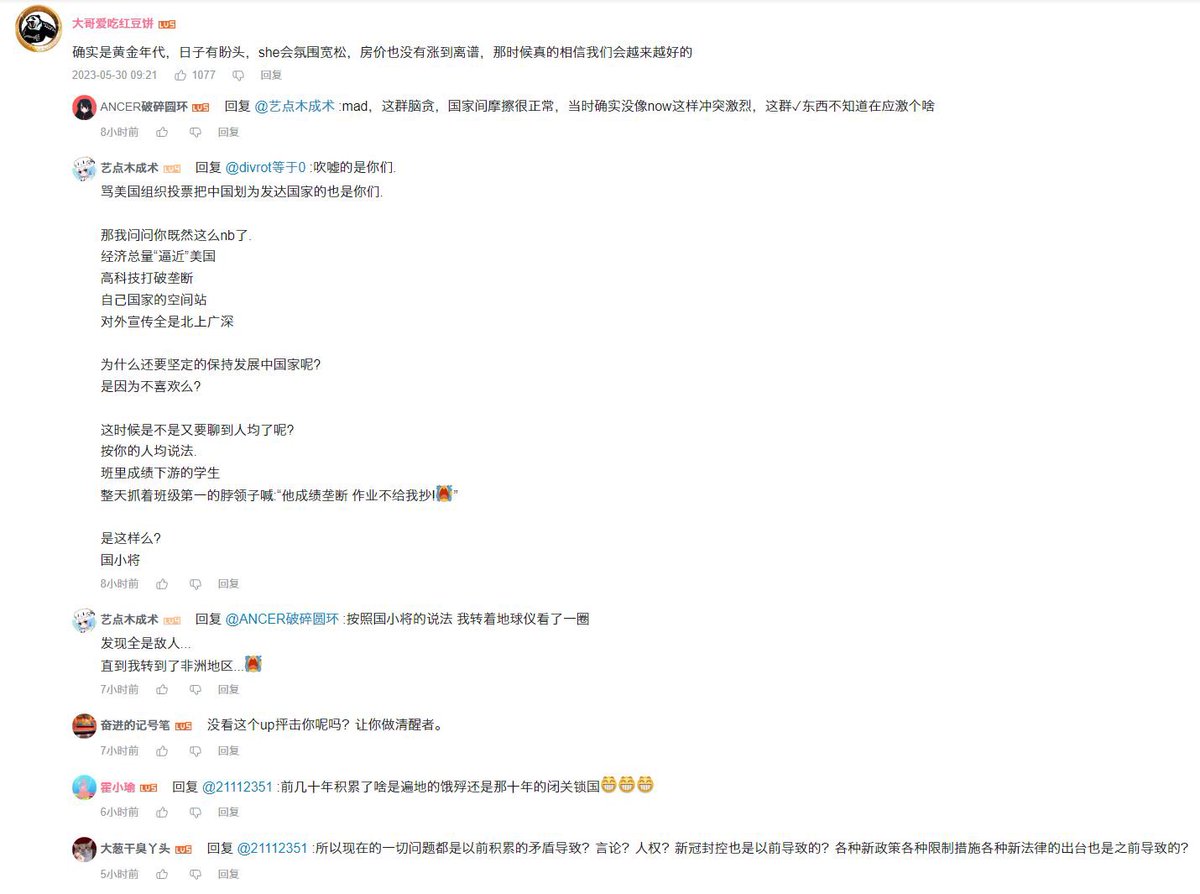 大哥爱吃红豆饼 LV5
确实是黄金年代，日子有盼头，she会氛围宽松，房价也没有涨到离谱，那时候真的相信我们会越来越好的
2023-05-30 09:21 1077 回复
ANCER破碎圆环 LV5 回复 @艺点木成术 :mad，这群脑贪，国家间摩擦很正常，当时确实没像now这样冲突激烈，这群√东西不知道在应激个啥
8小时前 回复
艺点木成术 LV5 回复 @divrot等于0 :吹嘘的是你们.
骂美国组织投票把中国划为发达国家的也是你们.
那我问问你既然这么nb了.
经济总量“逼近”美国
高科技打破垄断
自己国家的空间站
对外宣传全是北上广深
为什么还要坚定的保持发展中国家呢?
是因为不喜欢么?
这时候是不是又要聊到人均了呢?
按你的人均说法.
班里成绩下游的学生
整天抓着班级第一的脖领子喊:“他成绩垄断 作业不给我抄!😭”
是这样么?
国小将
8小时前 回复
艺点木成术 LV5 回复 @ANCER破碎圆环 :按照国小将的说法 我转着地球仪看了一圈
发现全是敌人...
直到我转到了非洲地区...😭
7小时前 回复
奋进的记号笔 LV5 没看这个up抨击你呢吗？让你做清醒者。
7小时前 回复
霍小瑜 LV5 回复 @21112351 :前几十年积累了啥是遍地的饿殍还是那十年的闭关锁国😁😁😁
6小时前 回复
大葱干臭丫头 LV5 回复 @21112351 :所以现在的一切问题都是以前积累的矛盾导致？言论？人权？新冠封控也是以前导致的？各种新政策各种限制措施各种新法律的出台也是之前导致的？
5小时前 回复